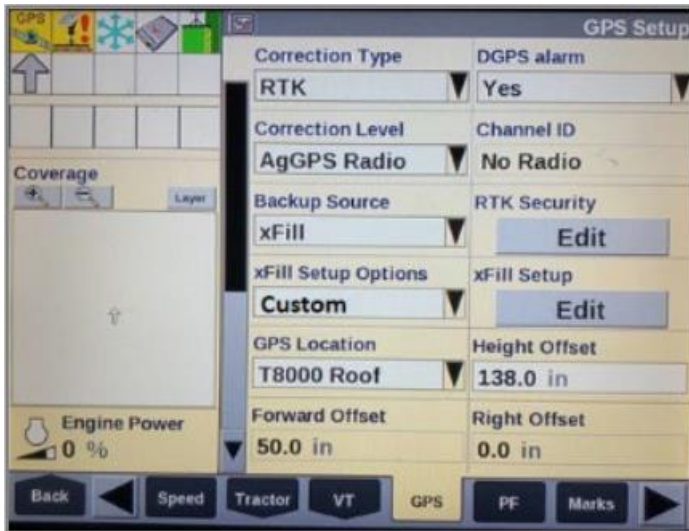 GPS
GPS Setup
Correction Type
DGPS alarm
RTK
Yes
Correction Level
Channel ID
AgGPS Radio
No Radio
Coverage
Layer
Backup Source
RTK Security
xFill
Edit
xFill Setup Options
xFill Setup
Custom
Edit
GPS Location
Height Offset
T8000 Roof
138.0 in
Engine Power
0 %
Forward Offset
Right Offset
50.0 in
0.0 in
Back
Speed
Tractor
VT
GPS
PF
Marks